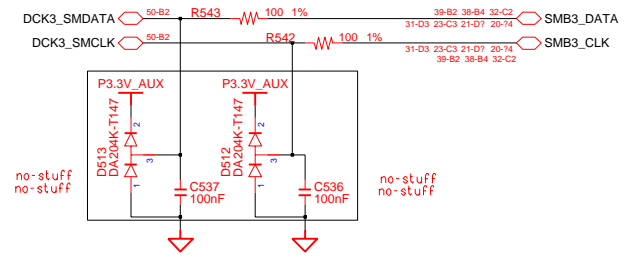 DCK3_SMDATA 50-B2 R543 100 1% 39-B2 38-B4 32-C2 SMB3_DATA
31-D3 23-C3 21-D? 20-?4
DCK3_SMCLK 50-B2 R542 100 1% SMB3_CLK
31-D3 23-C3 21-D? 20-?4
39-B2 38-B4 32-C2
P3.3V_AUX P3.3V_AUX
D513
DA204K-T147
2
3
1
D512
DA204K-T147
2
3
1
C537
100nF
C536
100nF
no-stuff
no-stuff
no-stuff
no-stuff